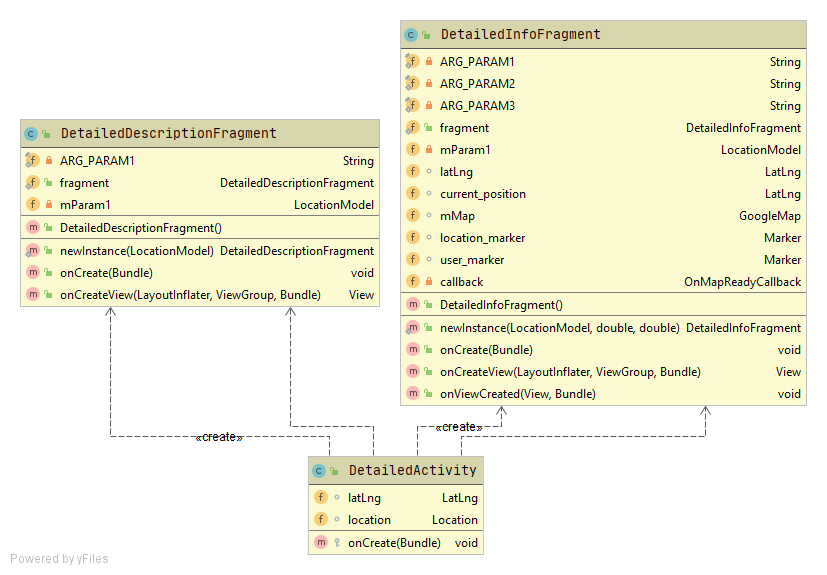 DetailedInfoFragment
f ARG_PARAM1 String
f ARG_PARAM2 String
f ARG_PARAM3 String
f fragment DetailedInfoFragment
f mParam1 LocationModel
f latLng LatLng
f current_position LatLng
f mMap GoogleMap
f location_marker Marker
f user_marker Marker
f callback OnMapReadyCallback
m DetailedInfoFragment()
m newInstance(LocationModel, double, double) DetailedInfoFragment
m onCreate(Bundle) void
m onCreateView(LayoutInflater, ViewGroup, Bundle) View
m onViewCreated(View, Bundle) void
C DetailedDescriptionFragment
f ARG_PARAM1 String
f fragment DetailedDescriptionFragment
f mParam1 LocationModel
m DetailedDescriptionFragment()
m newInstance(LocationModel) DetailedDescriptionFragment
m onCreate(Bundle) void
m onCreateView(LayoutInflater, ViewGroup, Bundle) View
«create»
«create»
C DetailedActivity
f latLng LatLng
f location Location
m onCreate(Bundle) void
Powered by yFiles